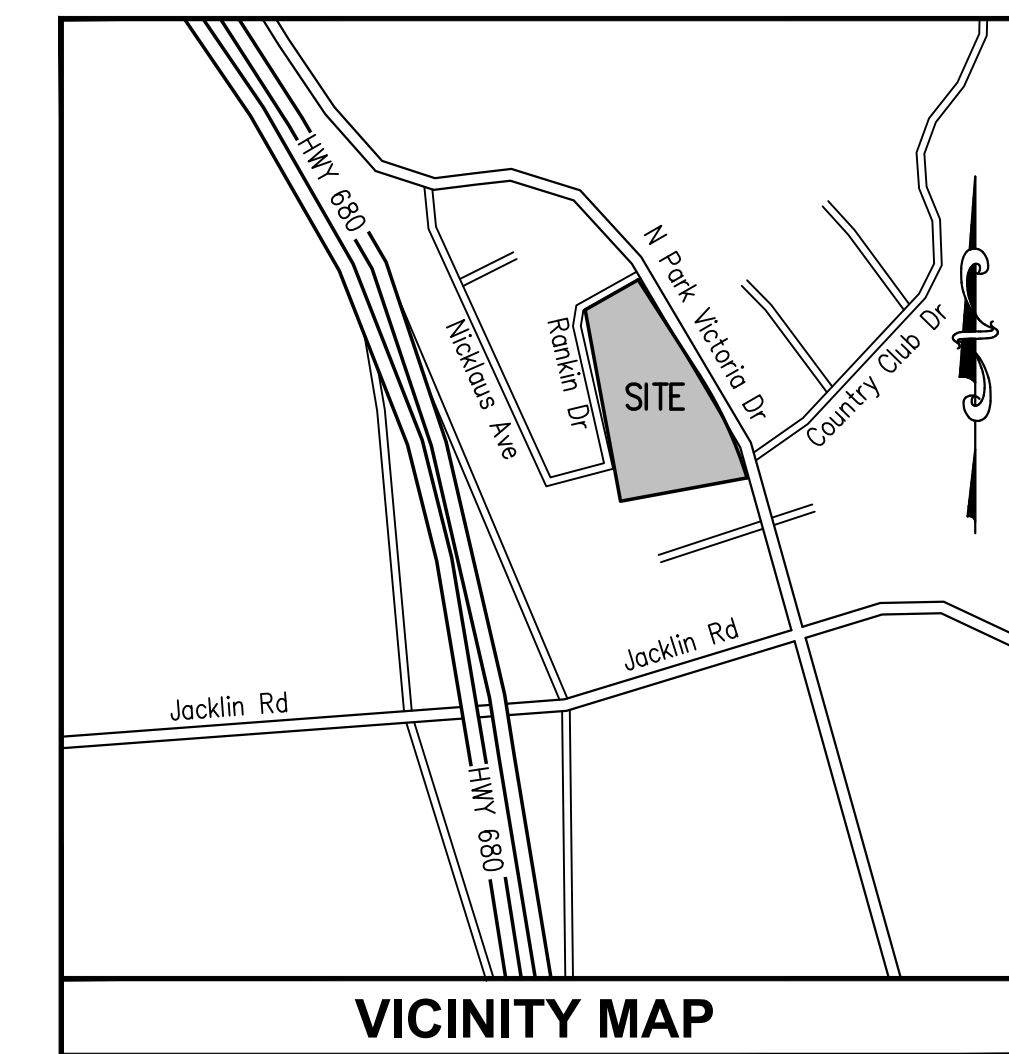 HWY 680
N Park Victoria Dr
Nicklaus Ave
Rankin Dr
SITE
Country Club Dr
Jacklin Rd
Jacklin Rd
HWY 680
VICINITY MAP